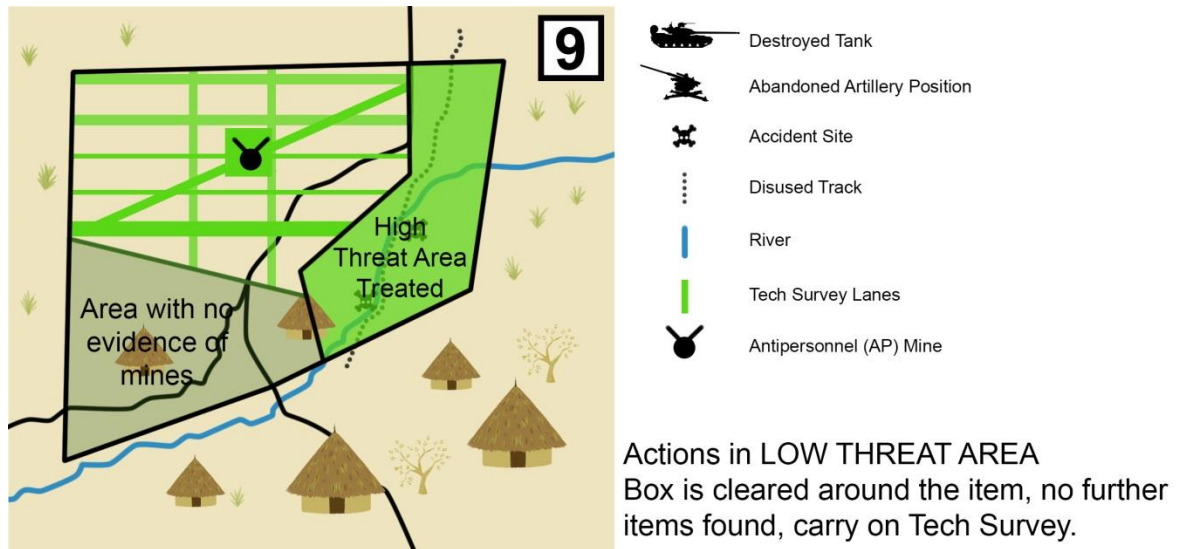 9
High
Threat Area
Treated
Area with no
evidence of
mines
Destroyed Tank
Abandoned Artillery Position
Accident Site
Disused Track
River
Tech Survey Lanes
Antipersonnel (AP) Mine
Actions in LOW THREAT AREA
Box is cleared around the item, no further
items found, carry on Tech Survey.